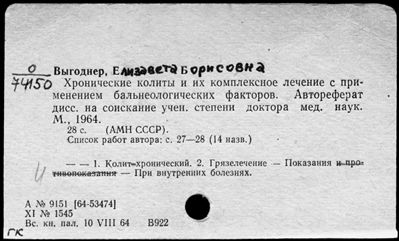 О
74150
Выгоднер, Елизавета Борисовна
Хронические колиты и их комплексное лечение с при-
менением бальнеологических факторов. Автореферат
дисс. на соискание учен. степени доктора мед. наук.
М., 1964.
28 с. (АМН СССР).
Список работ автора: с. 27—28 (14 назв.)
— — 1. Колит хронический. 2. Грязелечение — Показания и про-
тивопоказания — При внутренних болезнях.
А № 9151 [64-53474]
XI № 1545
Вс. кн. пал. 10 VIII 64 В922
ГК